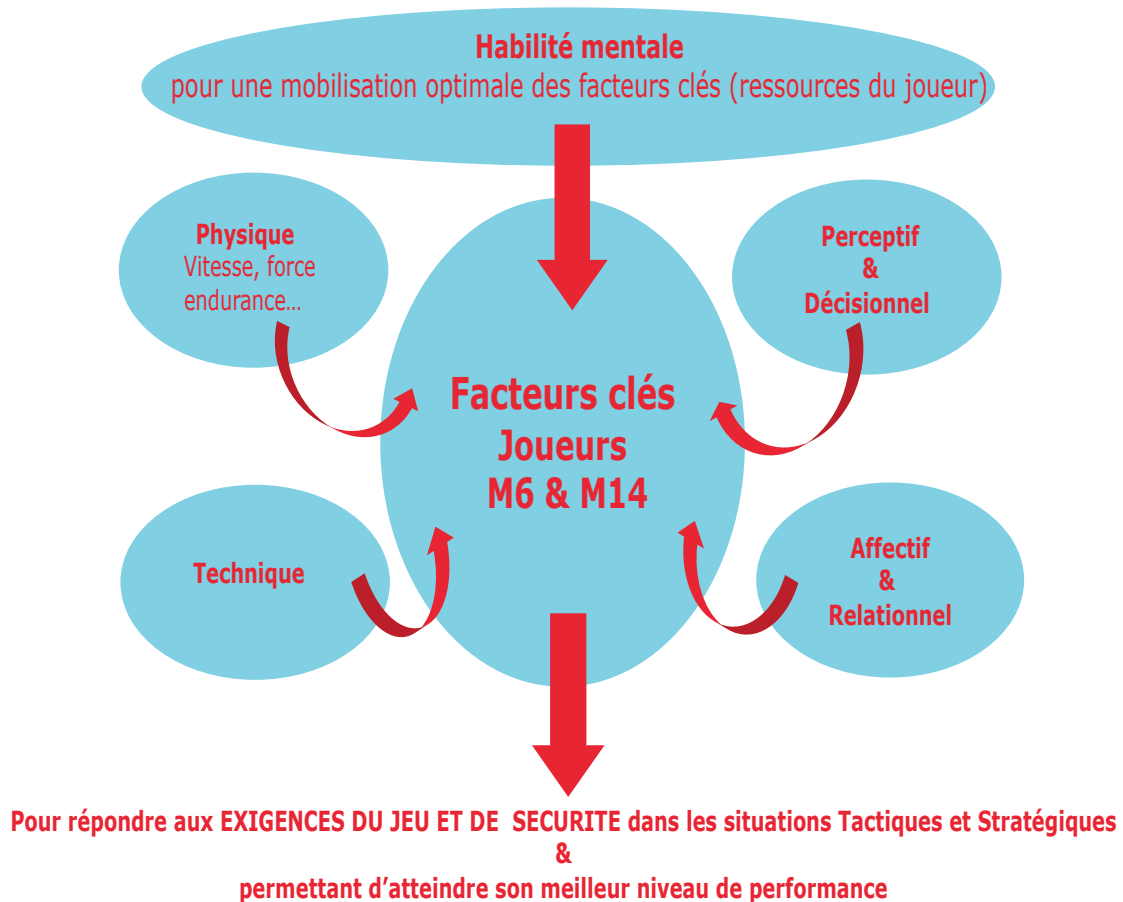 Habilité mentale
pour une mobilisation optimale des facteurs clés (ressources du joueur)
Physique
Vitesse, force
endurance...
Perceptif
&
Décisionnel
Facteurs clés
Joueurs
M6 & M14
Technique
Affectif
&
Relationnel
Pour répondre aux EXIGENCES DU JEU ET DE SECURITE dans les situations Tactiques et Stratégiques
&
permettant d’atteindre son meilleur niveau de performance